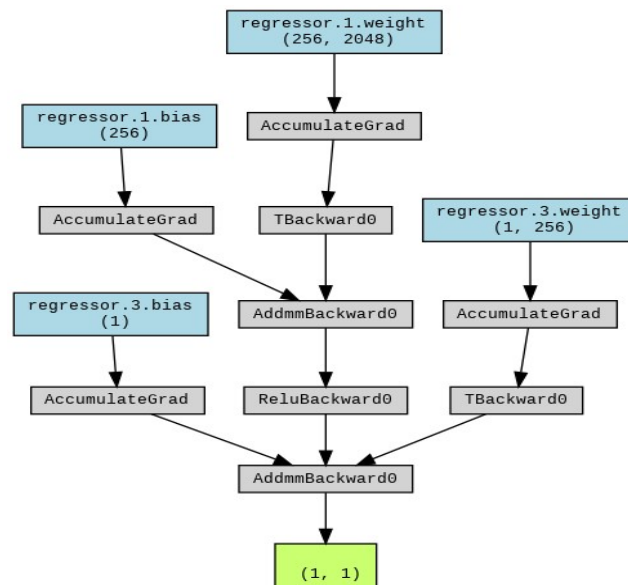 regressor.1.weight
(256, 2048)
regressor.1.bias
(256)
AccumulateGrad
AccumulateGrad
TBackward0
regressor.3.weight
(1, 256)
regressor.3.bias
(1)
AddmmBackward0
AccumulateGrad
AccumulateGrad
ReluBackward0
TBackward0
AddmmBackward0
(1, 1)